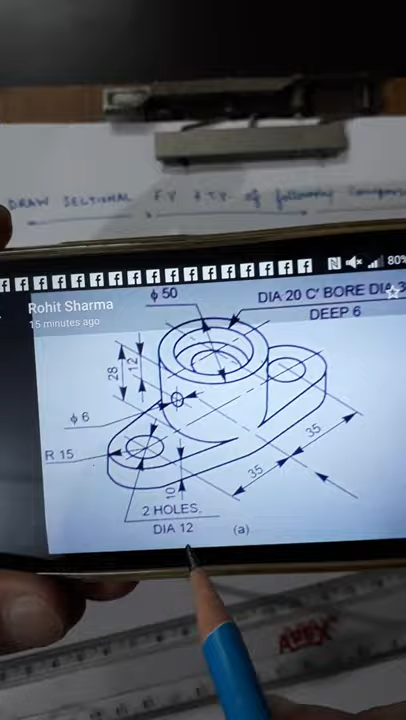 DRAW SECTIONAL F.V & T.V. of following
80%
Rohit Sharma
15 minutes ago
ϕ 50
DIA 20 C' BORE DIA 3
DEEP 6
28
12
ϕ 6
R 15
35
35
10
2 HOLES,
DIA 12
(a)
APEX